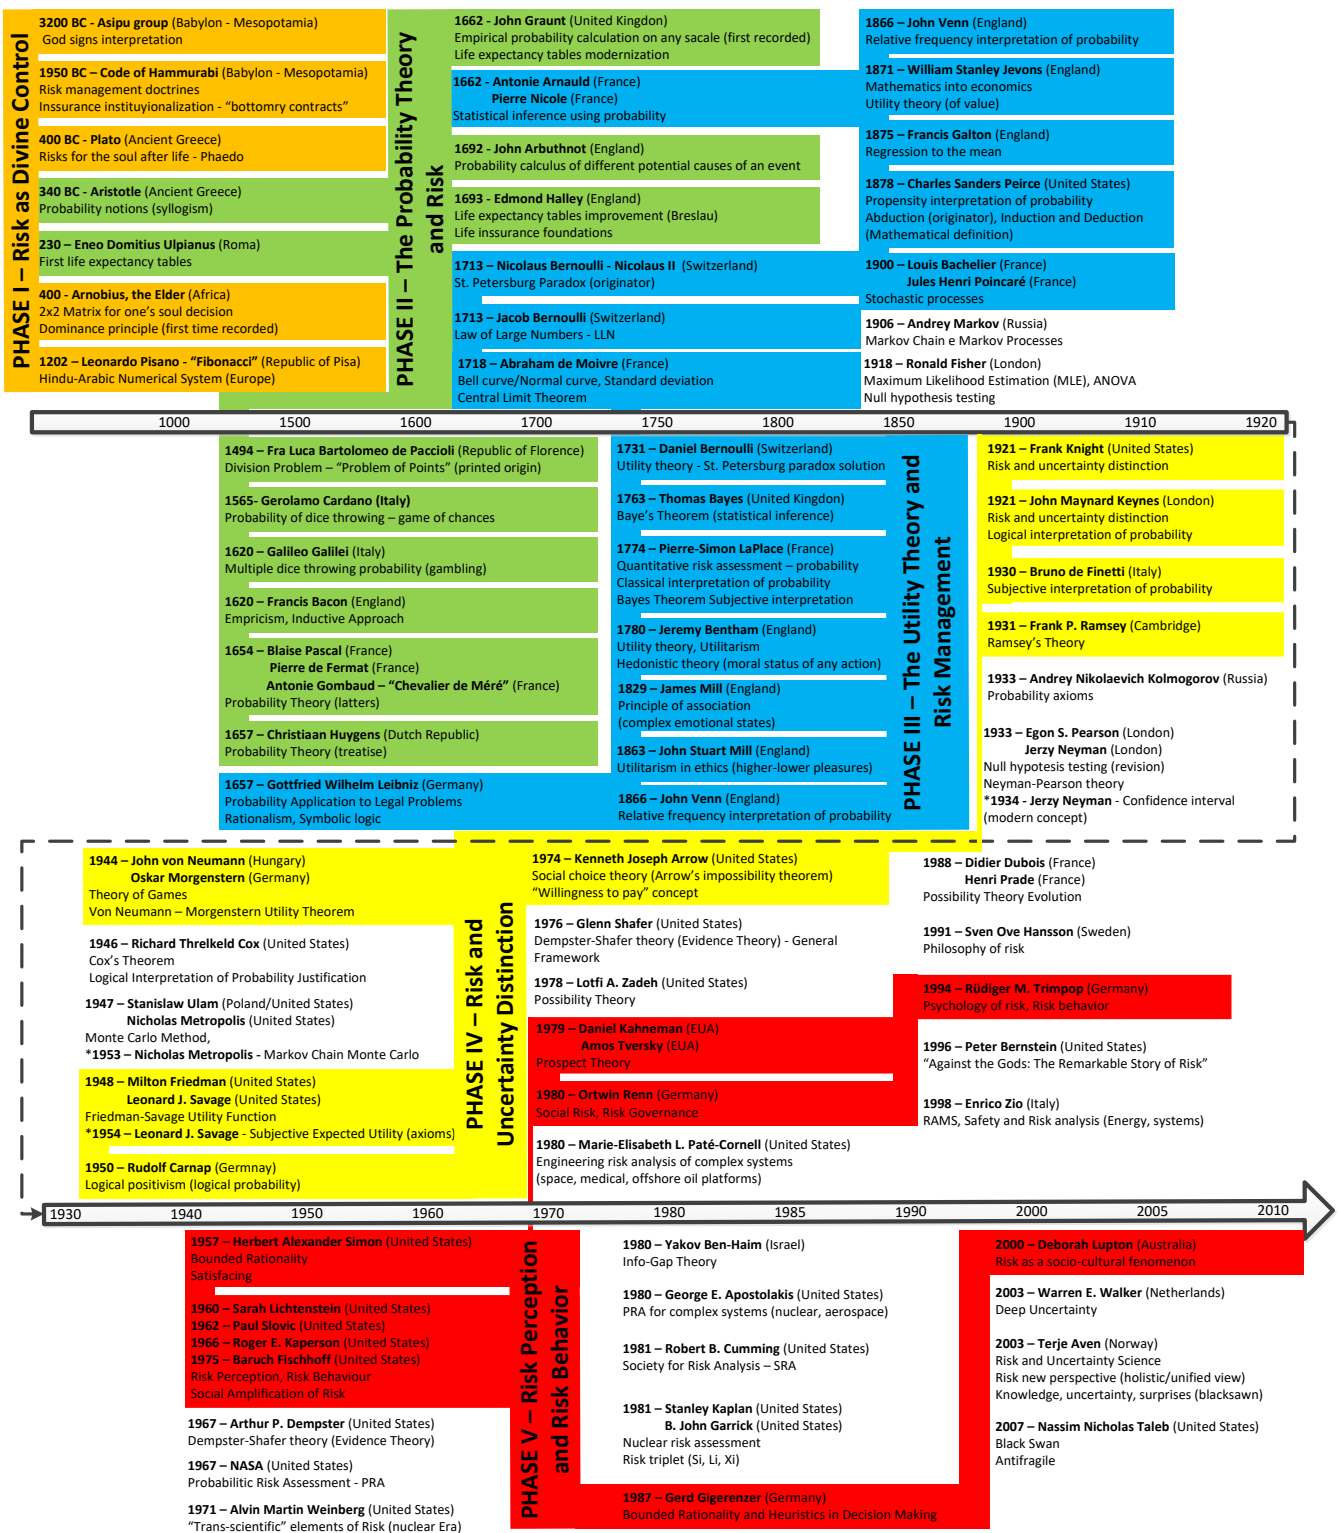 PHASE I – Risk as Divine Control
3200 BC - Asipu group (Babylon - Mesopotamia)
God signs interpretation
1950 BC – Code of Hammurabi (Babylon - Mesopotamia)
Risk management doctrines
Inssurance instituyionalization - “bottomry contracts”
400 BC - Plato (Ancient Greece)
Risks for the soul after life - Phaedo
340 BC - Aristotle (Ancient Greece)
Probability notions (syllogism)
230 – Eneo Domitius Ulpianus (Roma)
First life expectancy tables
400 - Arnobius, the Elder (Africa)
2x2 Matrix for one’s soul decision
Dominance principle (first time recorded)
1202 – Leonardo Pisano - “Fibonacci” (Republic of Pisa)
Hindu-Arabic Numerical System (Europe)
PHASE II – The Probability Theory
and Risk
1662 - John Graunt (United Kingdon)
Empirical probability calculation on any sacale (first recorded)
Life expectancy tables modernization
1662 - Antonie Arnauld (France)
Pierre Nicole (France)
Statistical inference using probability
1692 - John Arbuthnot (England)
Probability calculus of different potential causes of an event
1693 - Edmond Halley (England)
Life expectancy tables improvement (Breslau)
Life inssurance foundations
1713 – Nicolaus Bernoulli - Nicolaus II (Switzerland)
St. Petersburg Paradox (originator)
1713 – Jacob Bernoulli (Switzerland)
Law of Large Numbers - LLN
1718 – Abraham de Moivre (France)
Bell curve/Normal curve, Standard deviation
Central Limit Theorem
1866 – John Venn (England)
Relative frequency interpretation of probability
1871 – William Stanley Jevons (England)
Mathematics into economics
Utility theory (of value)
1875 – Francis Galton (England)
Regression to the mean
1878 – Charles Sanders Peirce (United States)
Propensity interpretation of probability
Abduction (originator), Induction and Deduction
(Mathematical definition)
1900 – Louis Bachelier (France)
Jules Henri Poincaré (France)
Stochastic processes
1906 – Andrey Markov (Russia)
Markov Chain e Markov Processes
1918 – Ronald Fisher (London)
Maximum Likelihood Estimation (MLE), ANOVA
Null hypothesis testing
1000 1500 1600 1700 1750 1800 1850 1900 1910 1920
1494 – Fra Luca Bartolomeo de Paccioli (Republic of Florence)
Division Problem – “Problem of Points” (printed origin)
1565- Gerolamo Cardano (Italy)
Probability of dice throwing – game of chances
1620 – Galileo Galilei (Italy)
Multiple dice throwing probability (gambling)
1620 – Francis Bacon (England)
Empricism, Inductive Approach
1654 – Blaise Pascal (France)
Pierre de Fermat (France)
Antonie Gombaud – “Chevalier de Méré” (France)
Probability Theory (latters)
1657 – Christiaan Huygens (Dutch Republic)
Probability Theory (treatise)
1657 – Gottfried Wilhelm Leibniz (Germany)
Probability Application to Legal Problems
Rationalism, Symbolic logic
1731 – Daniel Bernoulli (Switzerland)
Utility theory - St. Petersburg paradox solution
1763 – Thomas Bayes (United Kingdon)
Baye’s Theorem (statistical inference)
1774 – Pierre-Simon LaPlace (France)
Quantitative risk assessment – probability
Classical interpretation of probability
Bayes Theorem Subjective interpretation
1780 – Jeremy Bentham (England)
Utility theory, Utilitarism
Hedonistic theory (moral status of any action)
1829 – James Mill (England)
Principle of association
(complex emotional states)
1863 – John Stuart Mill (England)
Utilitarism in ethics (higher-lower pleasures)
1866 – John Venn (England)
Relative frequency interpretation of probability
PHASE III – The Utility Theory and
Risk Management
1921 – Frank Knight (United States)
Risk and uncertainty distinction
1921 – John Maynard Keynes (London)
Risk and uncertainty distinction
Logical interpretation of probability
1930 – Bruno de Finetti (Italy)
Subjective interpretation of probability
1931 – Frank P. Ramsey (Cambridge)
Ramsey’s Theory
1933 – Andrey Nikolaevich Kolmogorov (Russia)
Probability axioms
1933 – Egon S. Pearson (London)
Jerzy Neyman (London)
Null hypotesis testing (revision)
Neyman-Pearson theory
*1934 - Jerzy Neyman - Confidence interval
(modern concept)
1944 – John von Neumann (Hungary)
Oskar Morgenstern (Germany)
Theory of Games
Von Neumann – Morgenstern Utility Theorem
1946 – Richard Threlkeld Cox (United States)
Cox’s Theorem
Logical Interpretation of Probability Justification
1947 – Stanislaw Ulam (Poland/United States)
Nicholas Metropolis (United States)
Monte Carlo Method,
*1953 – Nicholas Metropolis - Markov Chain Monte Carlo
1948 – Milton Friedman (United States)
Leonard J. Savage (United States)
Friedman-Savage Utility Function
*1954 – Leonard J. Savage - Subjective Expected Utility (axioms)
1950 – Rudolf Carnap (Germnay)
Logical positivism (logical probability)
PHASE IV – Risk and
Uncertainty Distinction
1974 – Kenneth Joseph Arrow (United States)
Social choice theory (Arrow’s impossibility theorem)
“Willingness to pay” concept
1976 – Glenn Shafer (United States)
Dempster-Shafer theory (Evidence Theory) - General
Framework
1978 – Lotfi A. Zadeh (United States)
Possibility Theory
1979 – Daniel Kahneman (EUA)
Amos Tversky (EUA)
Prospect Theory
1980 – Ortwin Renn (Germany)
Social Risk, Risk Governance
1980 – Marie-Elisabeth L. Paté-Cornell (United States)
Engineering risk analysis of complex systems
(space, medical, offshore oil platforms)
1988 – Didier Dubois (France)
Henri Prade (France)
Possibility Theory Evolution
1991 – Sven Ove Hansson (Sweden)
Philosophy of risk
1994 – Rüdiger M. Trimpop (Germany)
Psychology of risk, Risk behavior
1996 – Peter Bernstein (United States)
“Against the Gods: The Remarkable Story of Risk”
1998 – Enrico Zio (Italy)
RAMS, Safety and Risk analysis (Energy, systems)
1930 1940 1950 1960 1970 1980 1985 1990 2000 2005 2010
1957 – Herbert Alexander Simon (United States)
Bounded Rationality
Satisfacing
1960 – Sarah Lichtenstein (United States)
1962 – Paul Slovic (United States)
1966 – Roger E. Kaperson (United States)
1975 – Baruch Fischhoff (United States)
Risk Perception, Risk Behaviour
Social Amplification of Risk
1967 – Arthur P. Dempster (United States)
Dempster-Shafer theory (Evidence Theory)
1967 – NASA (United States)
Probabilitic Risk Assessment - PRA
1971 – Alvin Martin Weinberg (United States)
“Trans-scientific” elements of Risk (nuclear Era)
PHASE V – Risk Perception
and Risk Behavior
1980 – Yakov Ben-Haim (Israel)
Info-Gap Theory
1980 – George E. Apostolakis (United States)
PRA for complex systems (nuclear, aerospace)
1981 – Robert B. Cumming (United States)
Society for Risk Analysis – SRA
1981 – Stanley Kaplan (United States)
B. John Garrick (United States)
Nuclear risk assessment
Risk triplet (Si, Li, Xi)
1987 – Gerd Gigerenzer (Germany)
Bounded Rationality and Heuristics in Decision Making
2000 – Deborah Lupton (Australia)
Risk as a socio-cultural fenomenon
2003 – Warren E. Walker (Netherlands)
Deep Uncertainty
2003 – Terje Aven (Norway)
Risk and Uncertainty Science
Risk new perspective (holistic/unified view)
Knowledge, uncertainty, surprises (blacksawn)
2007 – Nassim Nicholas Taleb (United States)
Black Swan
Antifragile